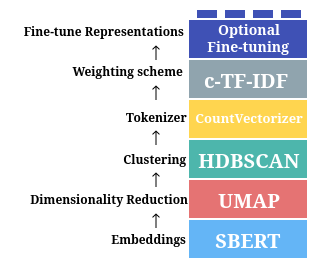 Fine-tune Representations
Optional
Fine-tuning
↑
Weighting scheme
c-TF-IDF
↑
Tokenizer
CountVectorizer
↑
Clustering
HDBSCAN
↑
Dimensionality Reduction
UMAP
↑
Embeddings
SBERT